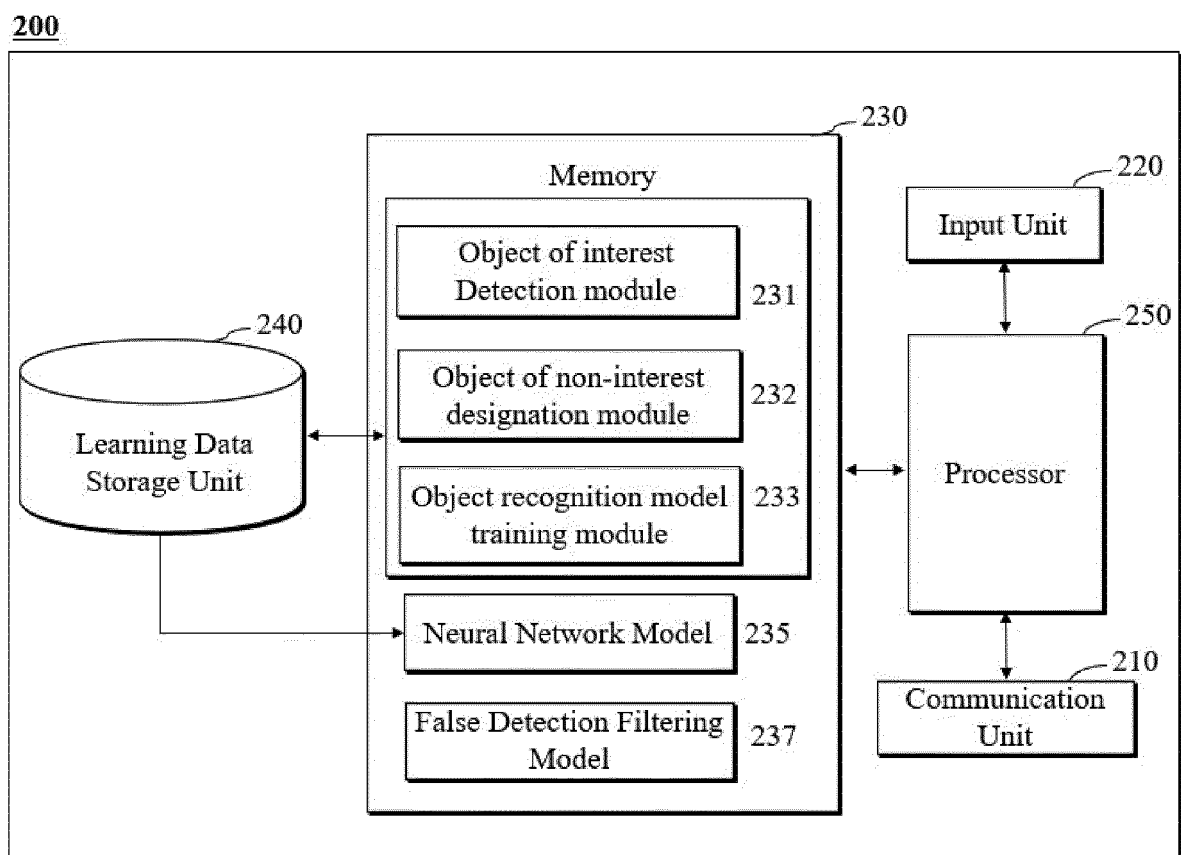 200
230
Memory
220
Input Unit
Object of interest
Detection module
231
240
250
Object of non-interest
designation module
232
Learning Data
Storage Unit
Processor
Object recognition model
training module
233
Neural Network Model
235
210
Communication
Unit
False Detection Filtering
Model
237